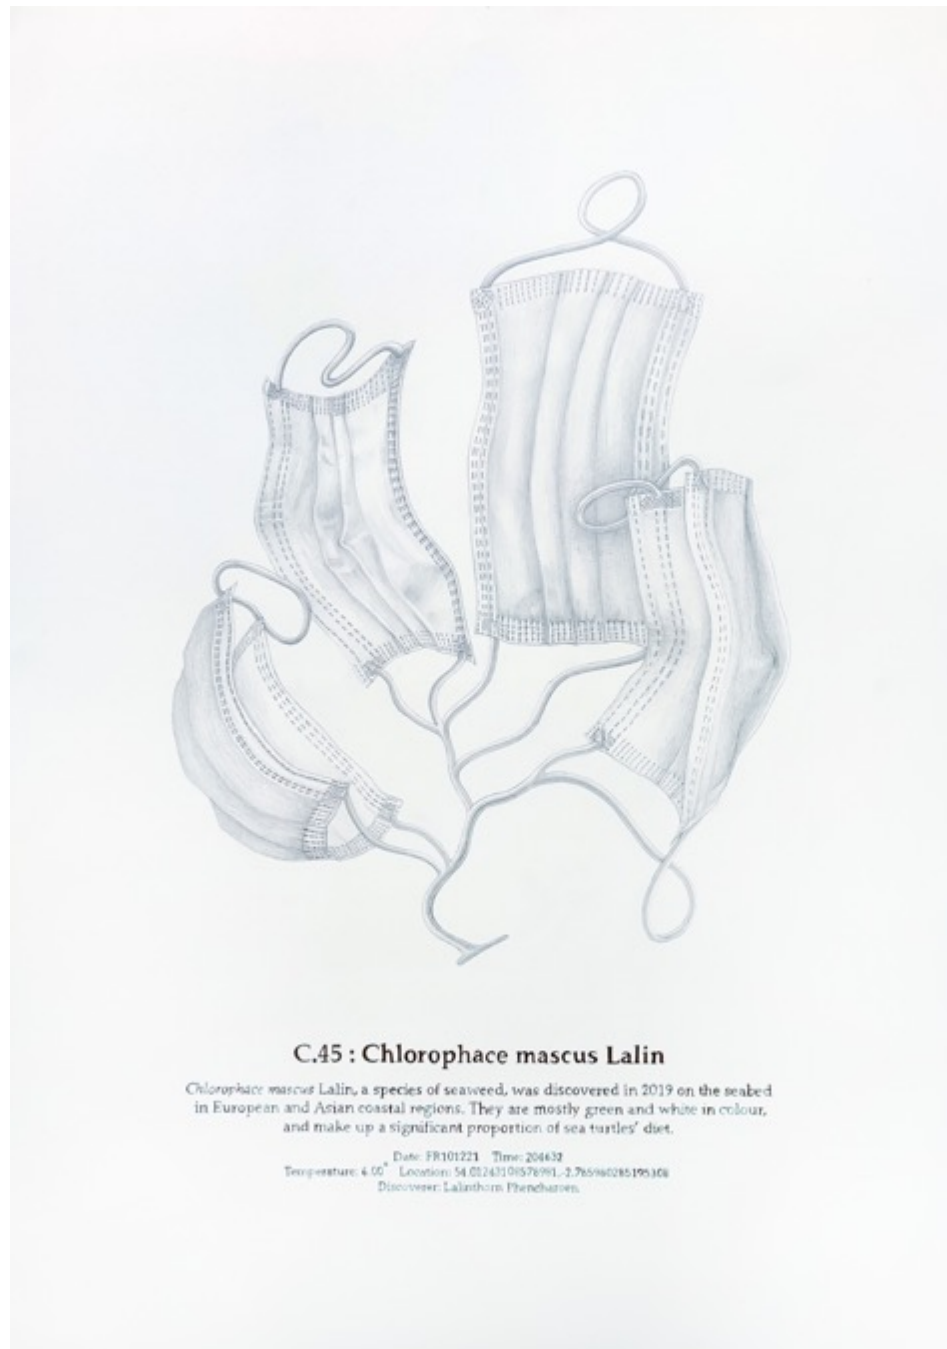 C.45 : Chlorophace mascus Lalin
Chlorophace mascus Lalin, a species of seaweed, was discovered in 2019 on the seabed
in European and Asian coastal regions. They are mostly green and white in colour,
and make up a significant proportion of sea turtles' diet.
Date: FR101221 Time: 204632
Temperature: 6.00° Location:
Discoverer: Lalinthorn Phencharoen